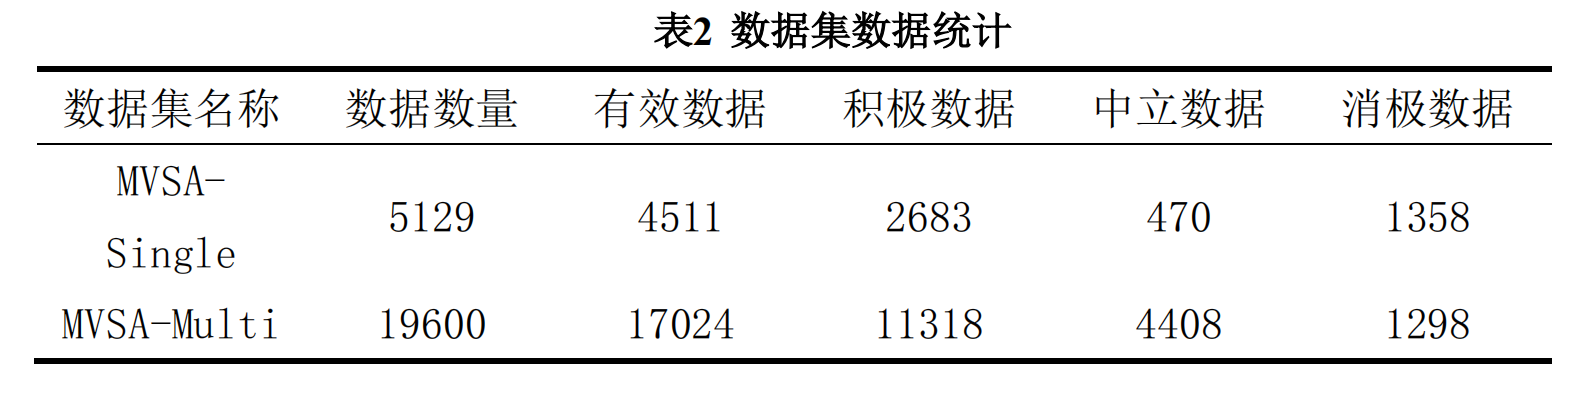 表2 数据集数据统计
数据集名称 数据数量 有效数据 积极数据 中立数据 消极数据
MVSA-
Single 5129 4511 2683 470 1358
MVSA-Multi 19600 17024 11318 4408 1298